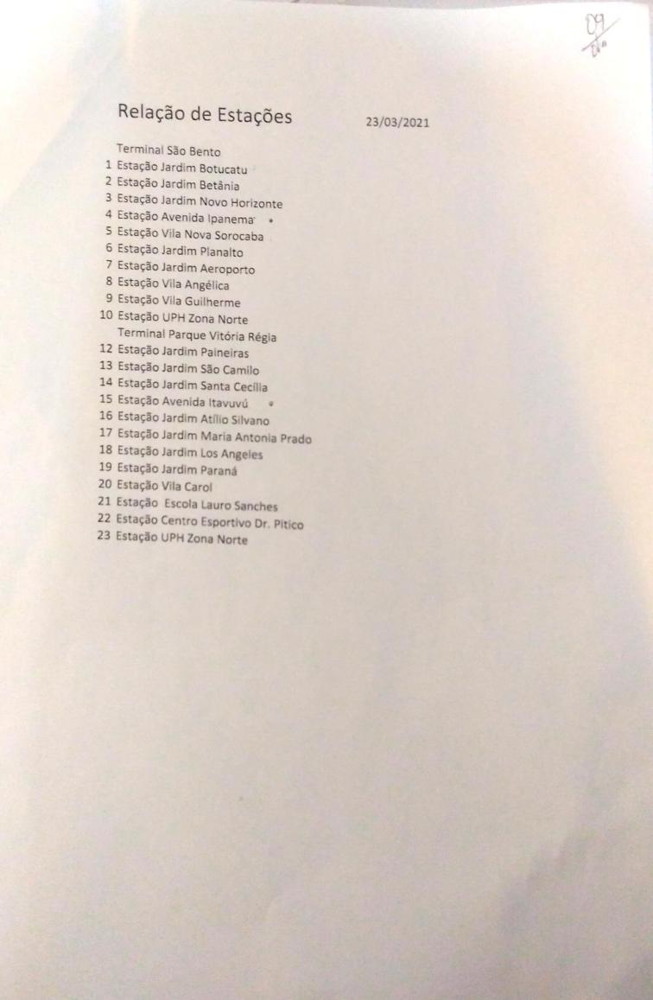 09
Relação de Estações 23/03/2021
Terminal São Bento
1 Estação Jardim Botucatu
2 Estação Jardim Betânia
3 Estação Jardim Novo Horizonte
4 Estação Avenida Ipanema
5 Estação Vila Nova Sorocaba
6 Estação Jardim Planalto
7 Estação Jardim Aeroporto
8 Estação Vila Angélica
9 Estação Vila Guilherme
10 Estação UPH Zona Norte
Terminal Parque Vitória Régia
12 Estação Jardim Paineiras
13 Estação Jardim São Camilo
14 Estação Jardim Santa Cecília
15 Estação Avenida Itavuvú
16 Estação Jardim Atílio Silvano
17 Estação Jardim Maria Antonia Prado
18 Estação Jardim Los Angeles
19 Estação Jardim Paraná
20 Estação Vila Carol
21 Estação Escola Lauro Sanches
22 Estação Centro Esportivo Dr. Pitico
23 Estação UPH Zona Norte